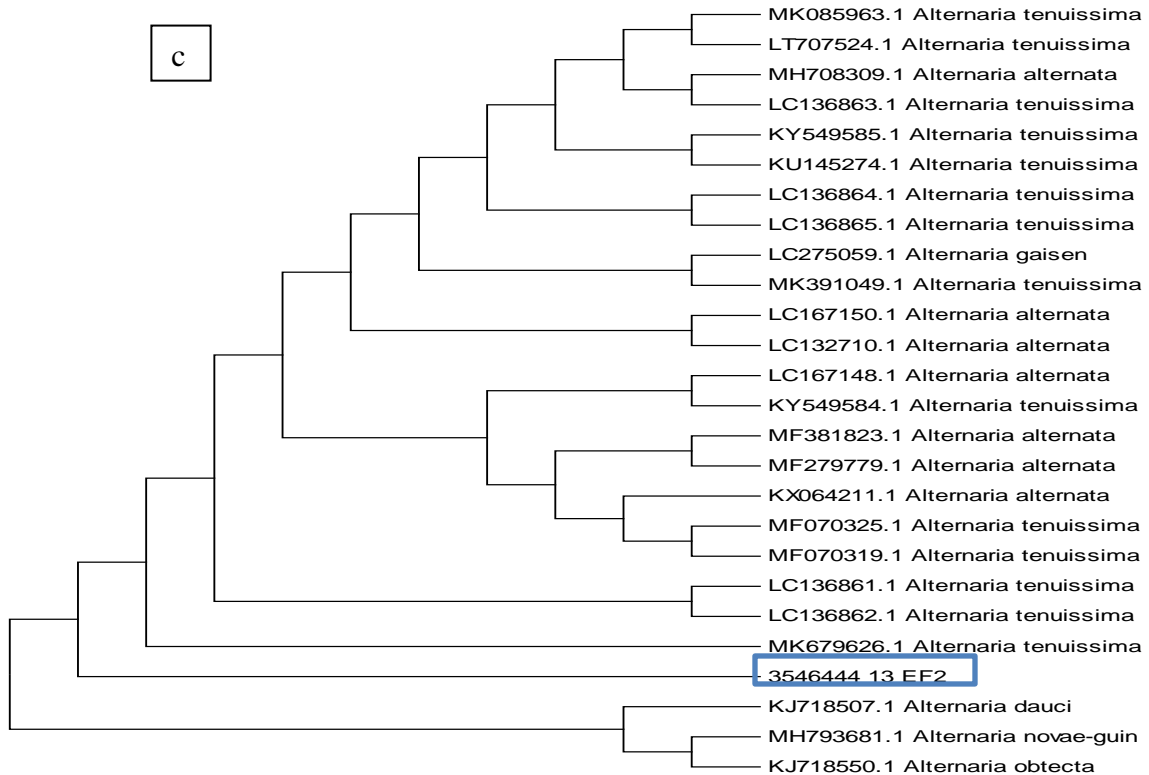 c
MK085963.1 Alternaria tenuissima
LT707524.1 Alternaria tenuissima
MH708309.1 Alternaria alternata
LC136863.1 Alternaria tenuissima
KY549585.1 Alternaria tenuissima
KU145274.1 Alternaria tenuissima
LC136864.1 Alternaria tenuissima
LC136865.1 Alternaria tenuissima
LC275059.1 Alternaria gaisen
MK391049.1 Alternaria tenuissima
LC167150.1 Alternaria alternata
LC132710.1 Alternaria alternata
LC167148.1 Alternaria alternata
KY549584.1 Alternaria tenuissima
MF381823.1 Alternaria alternata
MF279779.1 Alternaria alternata
KX064211.1 Alternaria alternata
MF070325.1 Alternaria tenuissima
MF070319.1 Alternaria tenuissima
LC136861.1 Alternaria tenuissima
LC136862.1 Alternaria tenuissima
MK679626.1 Alternaria tenuissima
3546444 13 EF2
KJ718507.1 Alternaria dauci
MH793681.1 Alternaria novae-guin
KJ718550.1 Alternaria obtecta